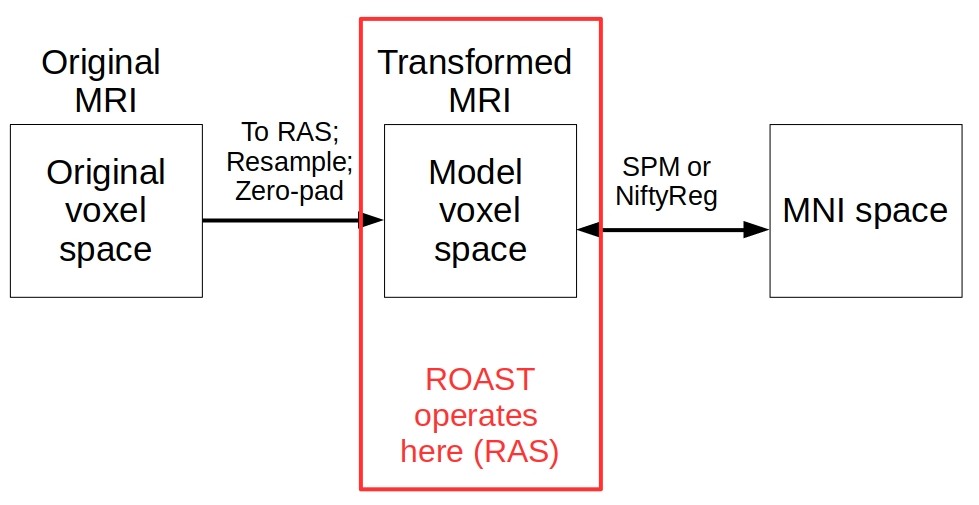 Original
MRI
Original
voxel
space
To RAS;
Resample;
Zero-pad
Transformed
MRI
Model
voxel
space
ROAST
operates
here (RAS)
SPM or
NiftyReg
MNI space